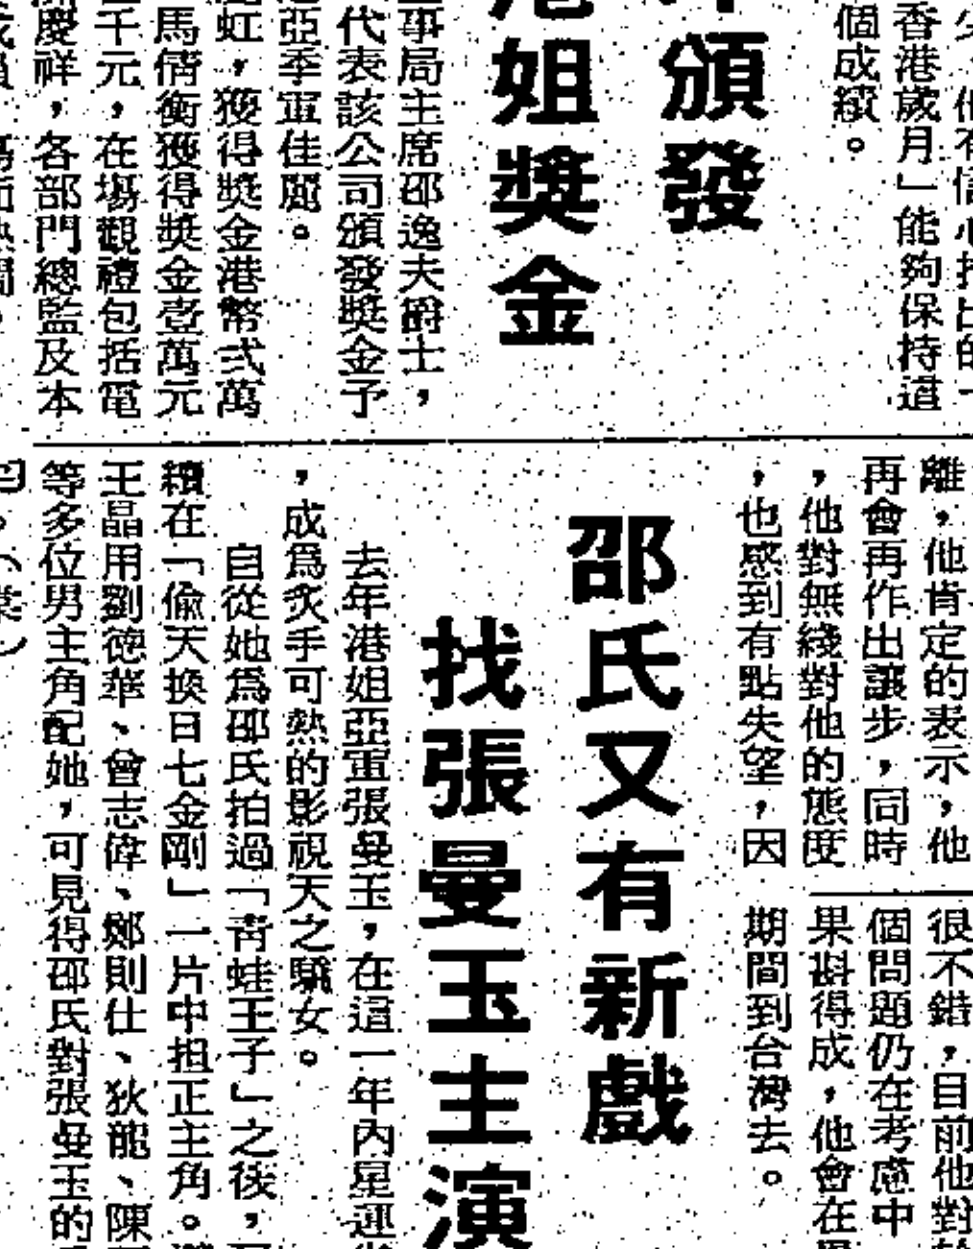 香港歲月」能夠保持這
個成績。
頒發
港姐獎金
事局主席邵逸夫爵士，
代表該公司頒發獎金予
亞季軍佳麗。
虹，獲得獎金港幣弍萬
馬倩衡獲得獎金壹萬元
千元，在場觀禮包括電
慶祥，各部門總監及本
離，他肯定的表示，他
再會再作出讓步，同時
，他對無綫對他的態度
，也感到有點失望，因
很不錯，目前他對
個問題仍在考慮中
果斟得成，他會在
期間到台灣去。
邵氏又有新戲
找張曼玉主演
去年港姐亞軍張曼玉，在這一年內星運
，成爲炙手可熱的影視天之驕女。
自從她爲邵氏拍過「青蛙王子」之後，
續在「偷天換日七金剛」一片中担正主角。
王晶用劉德華、曾志偉、鄭則仕、狄龍、陳
等多位男主角配她，可見得邵氏對張曼玉的